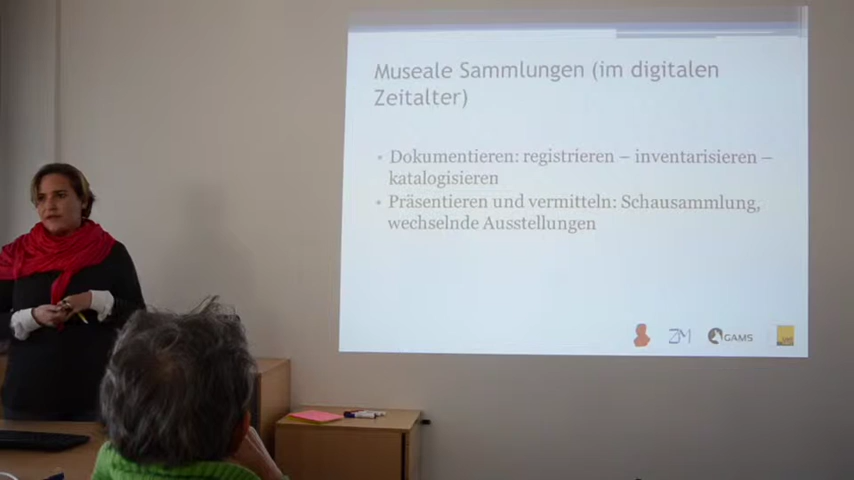 Museale Sammlungen (im digitalen
Zeitalter)
• Dokumentieren: registrieren – inventarisieren –
katalogisieren
• Präsentieren und vermitteln: Schausammlung,
wechselnde Ausstellungen
ZIM
GAMS